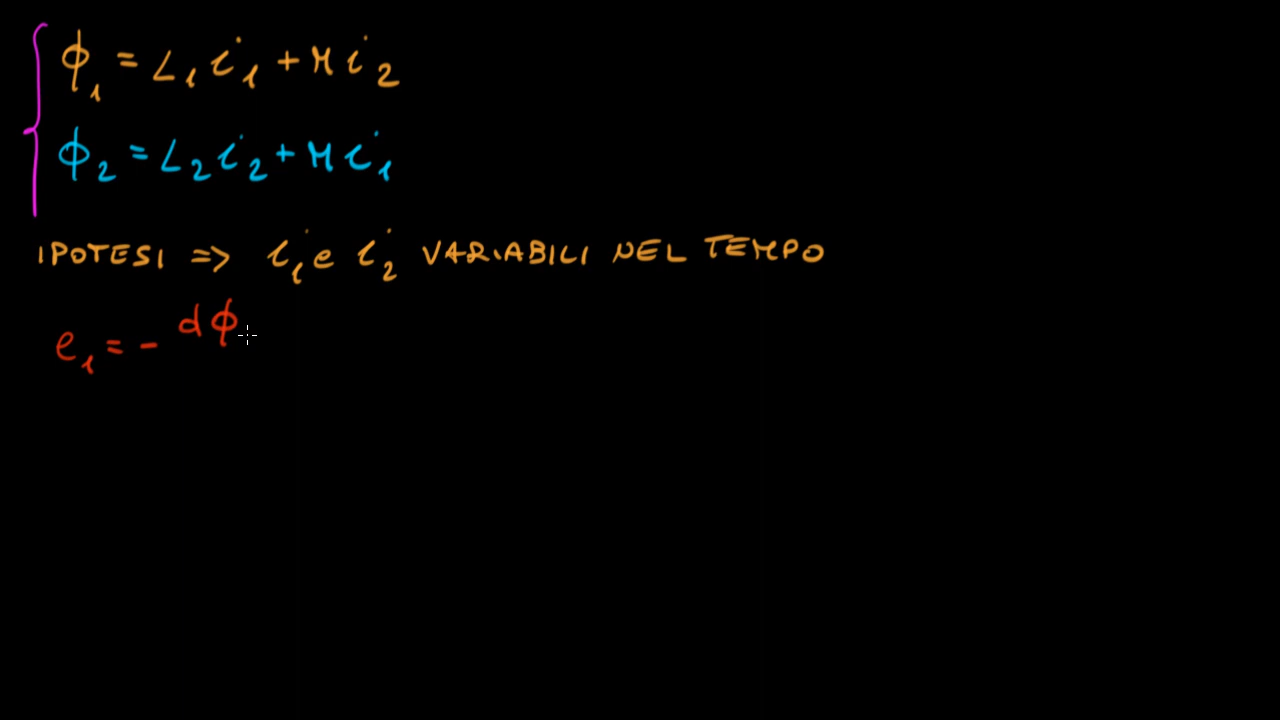 ϕ₁ = L₁ i₁ + M i₂
ϕ₂ = L₂ i₂ + M i₁
IPOTESI => i₁ e i₂ VARIABILI NEL TEMPO
e₁ = - dϕ